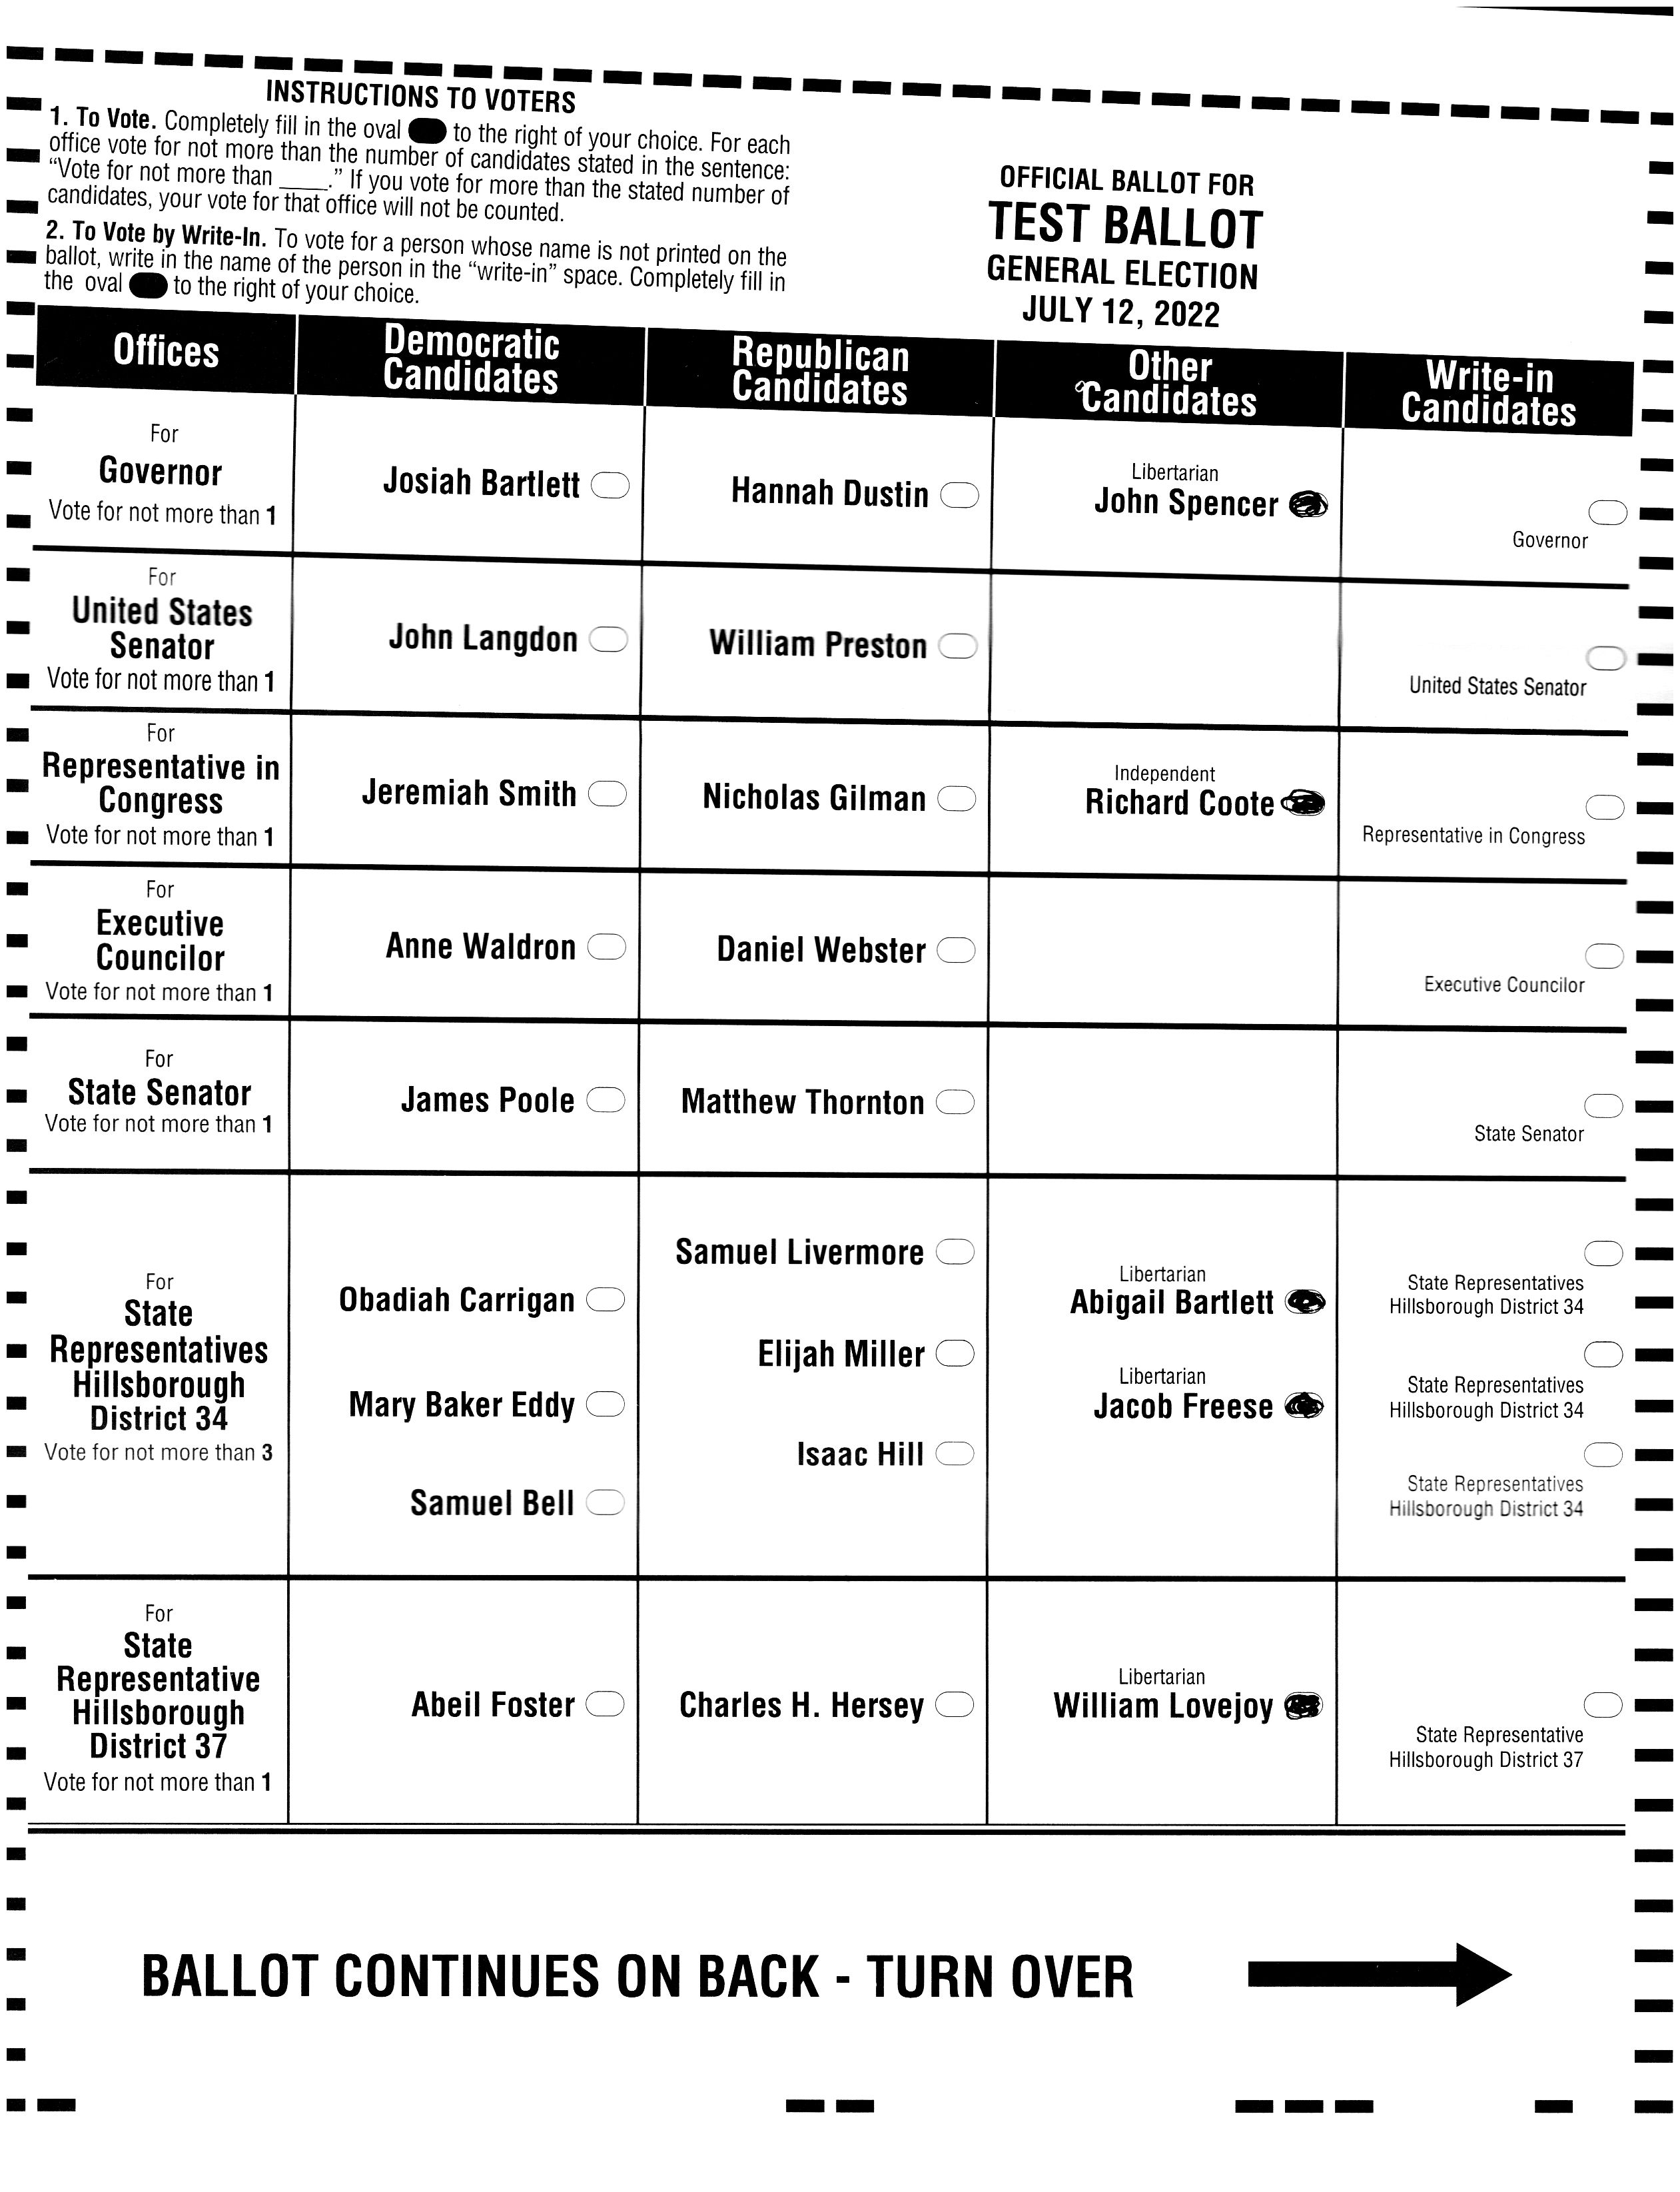 INSTRUCTIONS TO VOTERS
1. To Vote. Completely fill in the oval to the right of your choice. For each
office vote for not more than the number of candidates stated in the sentence:
“Vote for not more than ____.” If you vote for more than the stated number of
candidates, your vote for that office will not be counted.
2. To Vote by Write-In. To vote for a person whose name is not printed on the
ballot, write in the name of the person in the “write-in” space. Completely fill in
the oval to the right of your choice.
OFFICIAL BALLOT FOR
TEST BALLOT
GENERAL ELECTION
JULY 12, 2022
Offices
Democratic
Candidates
Republican
Candidates
Other
Candidates
Write-in
Candidates
For
Governor
Vote for not more than 1
Josiah Bartlett
Hannah Dustin
Libertarian
John Spencer
Governor
For
United States
Senator
Vote for not more than 1
John Langdon
William Preston
United States Senator
For
Representative in
Congress
Vote for not more than 1
Jeremiah Smith
Nicholas Gilman
Independent
Richard Coote
Representative in Congress
For
Executive
Councilor
Vote for not more than 1
Anne Waldron
Daniel Webster
Executive Councilor
For
State Senator
Vote for not more than 1
James Poole
Matthew Thornton
State Senator
For
State
Representatives
Hillsborough
District 34
Vote for not more than 3
Obadiah Carrigan
Mary Baker Eddy
Samuel Bell
Samuel Livermore
Elijah Miller
Isaac Hill
Libertarian
Abigail Bartlett
Libertarian
Jacob Freese
State Representatives
Hillsborough District 34
State Representatives
Hillsborough District 34
State Representatives
Hillsborough District 34
For
State
Representative
Hillsborough
District 37
Vote for not more than 1
Abeil Foster
Charles H. Hersey
Libertarian
William Lovejoy
State Representative
Hillsborough District 37
BALLOT CONTINUES ON BACK - TURN OVER